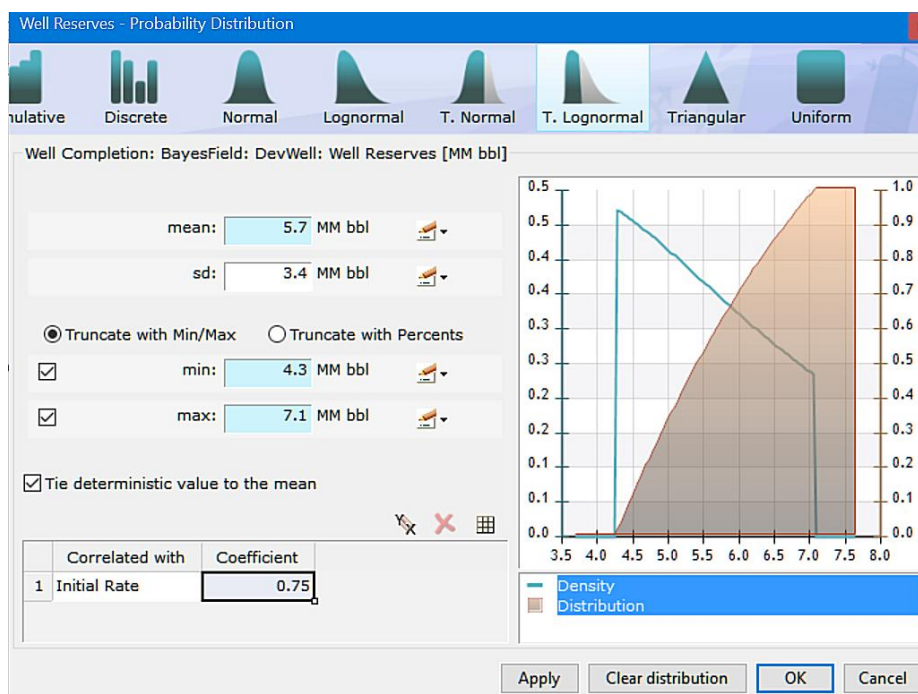 Well Reserves - Probability Distribution
nulative Discrete Normal Lognormal T. Normal T. Lognormal Triangular Uniform
Well Completion: BayesField: DevWell: Well Reserves [MM bbl]
mean: 5.7 MM bbl
sd: 3.4 MM bbl
Truncate with Min/Max Truncate with Percents
min: 4.3 MM bbl
max: 7.1 MM bbl
Tie deterministic value to the mean
Y X
Correlated with Coefficient
1 Initial Rate 0.75
0.5 1.0
0.5 0.9
0.4 0.8
0.4 0.7
0.3 0.6
0.3 0.5
0.2 0.4
0.2 0.3
0.1 0.2
0.1 0.1
0.0 0.0
3.5 4.0 4.5 5.0 5.5 6.0 6.5 7.0 7.5 8.0
Density
Distribution
Apply Clear distribution OK Cancel